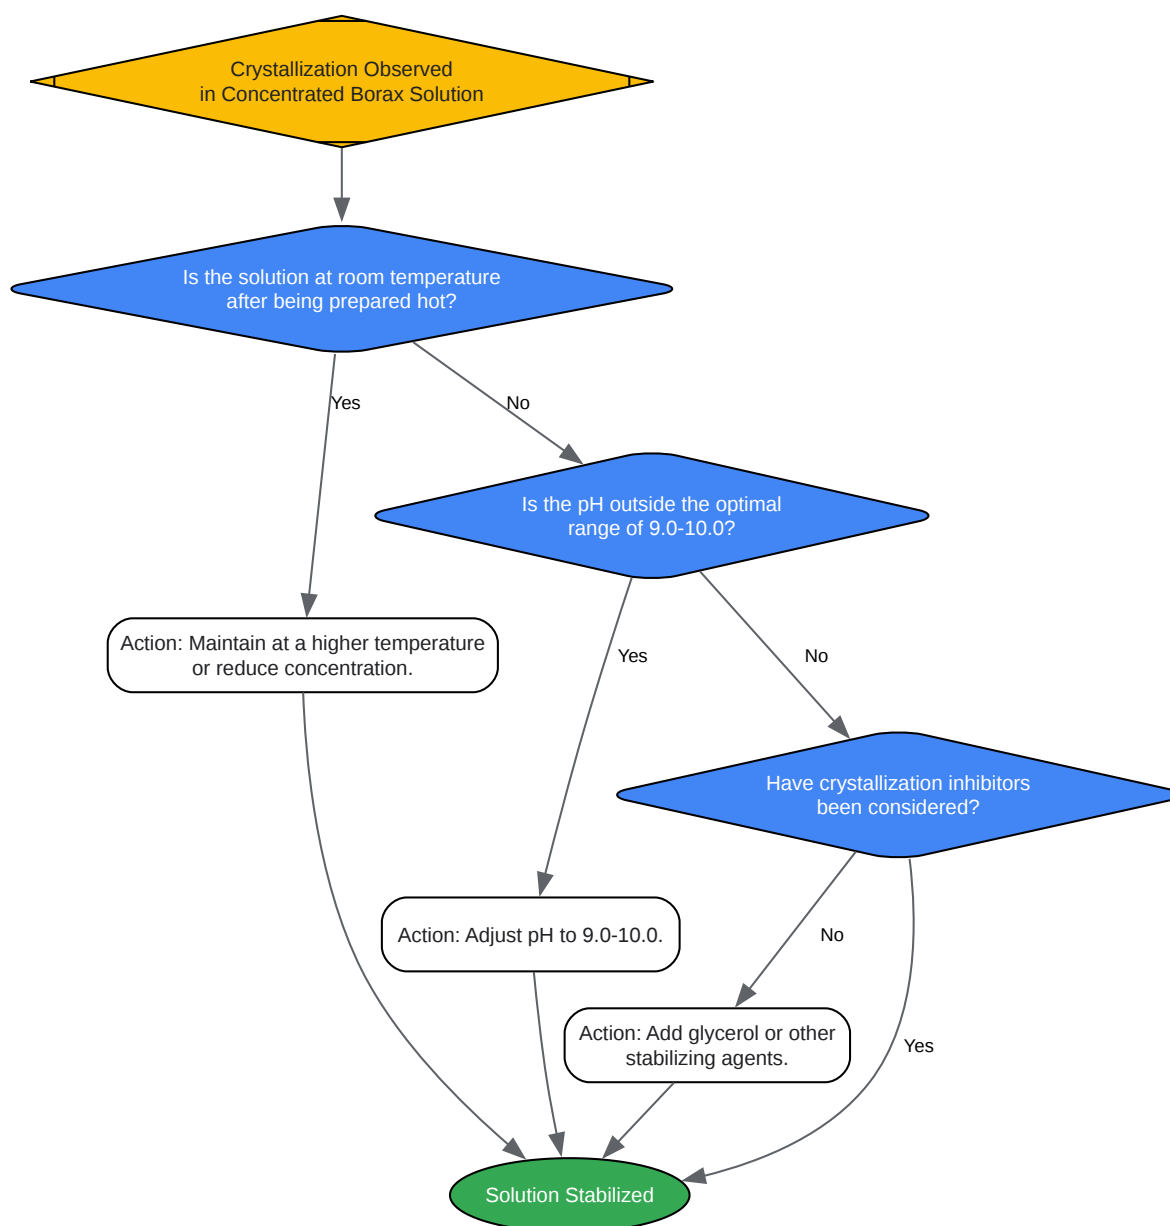 Crystallization Observed
in Concentrated Borax Solution
Is the solution at room temperature
after being prepared hot?
Yes
No
Is the pH outside the optimal
range of 9.0-10.0?
Action: Maintain at a higher temperature
or reduce concentration.
Yes
No
Have crystallization inhibitors
been considered?
Action: Adjust pH to 9.0-10.0.
No
Action: Add glycerol or other
stabilizing agents.
Yes
Solution Stabilized